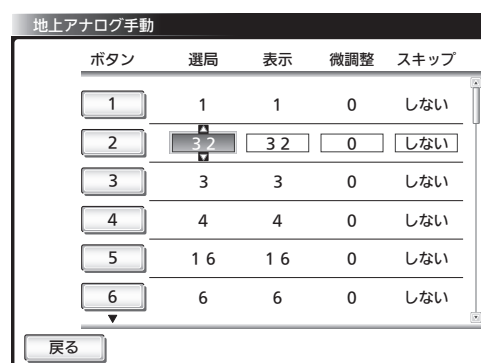 地上アナログ手動
ボタン 選局 表示 微調整 スキップ
1 1 1 0 しない
2 32 32 0 しない
3 3 3 0 しない
4 4 4 0 しない
5 16 16 0 しない
6 6 6 0 しない
戻る